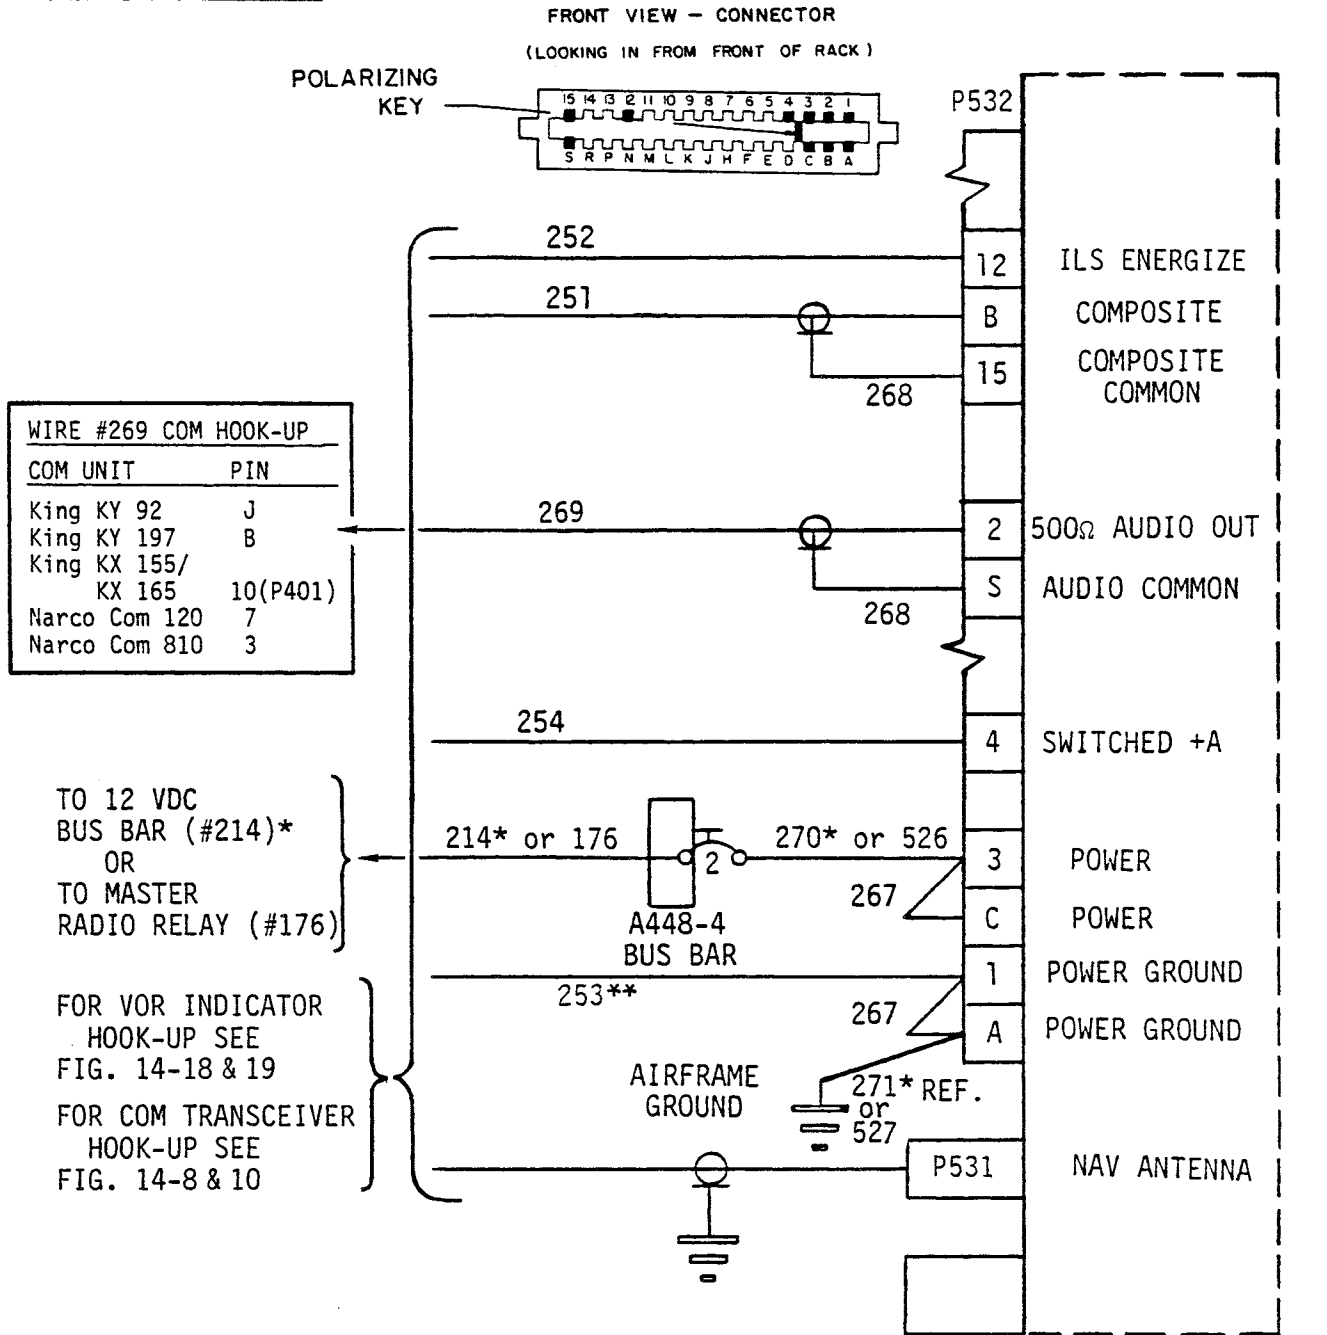 FRONT VIEW – CONNECTOR
(LOOKING IN FROM FRONT OF RACK)
POLARIZING
KEY
15 14 13 12 11 10 9 8 7 6 5 4 3 2 1
S R P N M L K J H F E D C B A
P532
252
12
ILS ENERGIZE
251
B
COMPOSITE
15
COMPOSITE
COMMON
268
WIRE #269 COM HOOK-UP
COM UNIT PIN
King KY 92 J
King KY 197 B
King KX 155/
KX 165 10(P401)
Narco Com 120 7
Narco Com 810 3
269
2
500Ω AUDIO OUT
S
AUDIO COMMON
268
254
4
SWITCHED +A
TO 12 VDC
BUS BAR (#214)*
OR
TO MASTER
RADIO RELAY (#176)
214* or 176
2
270* or 526
3
POWER
267
C
POWER
A448-4
BUS BAR
1
POWER GROUND
253**
267
A
POWER GROUND
FOR VOR INDICATOR
HOOK-UP SEE
FIG. 14-18 & 19
AIRFRAME
GROUND
271* REF.
or
527
FOR COM TRANSCEIVER
HOOK-UP SEE
FIG. 14-8 & 10
P531
NAV ANTENNA